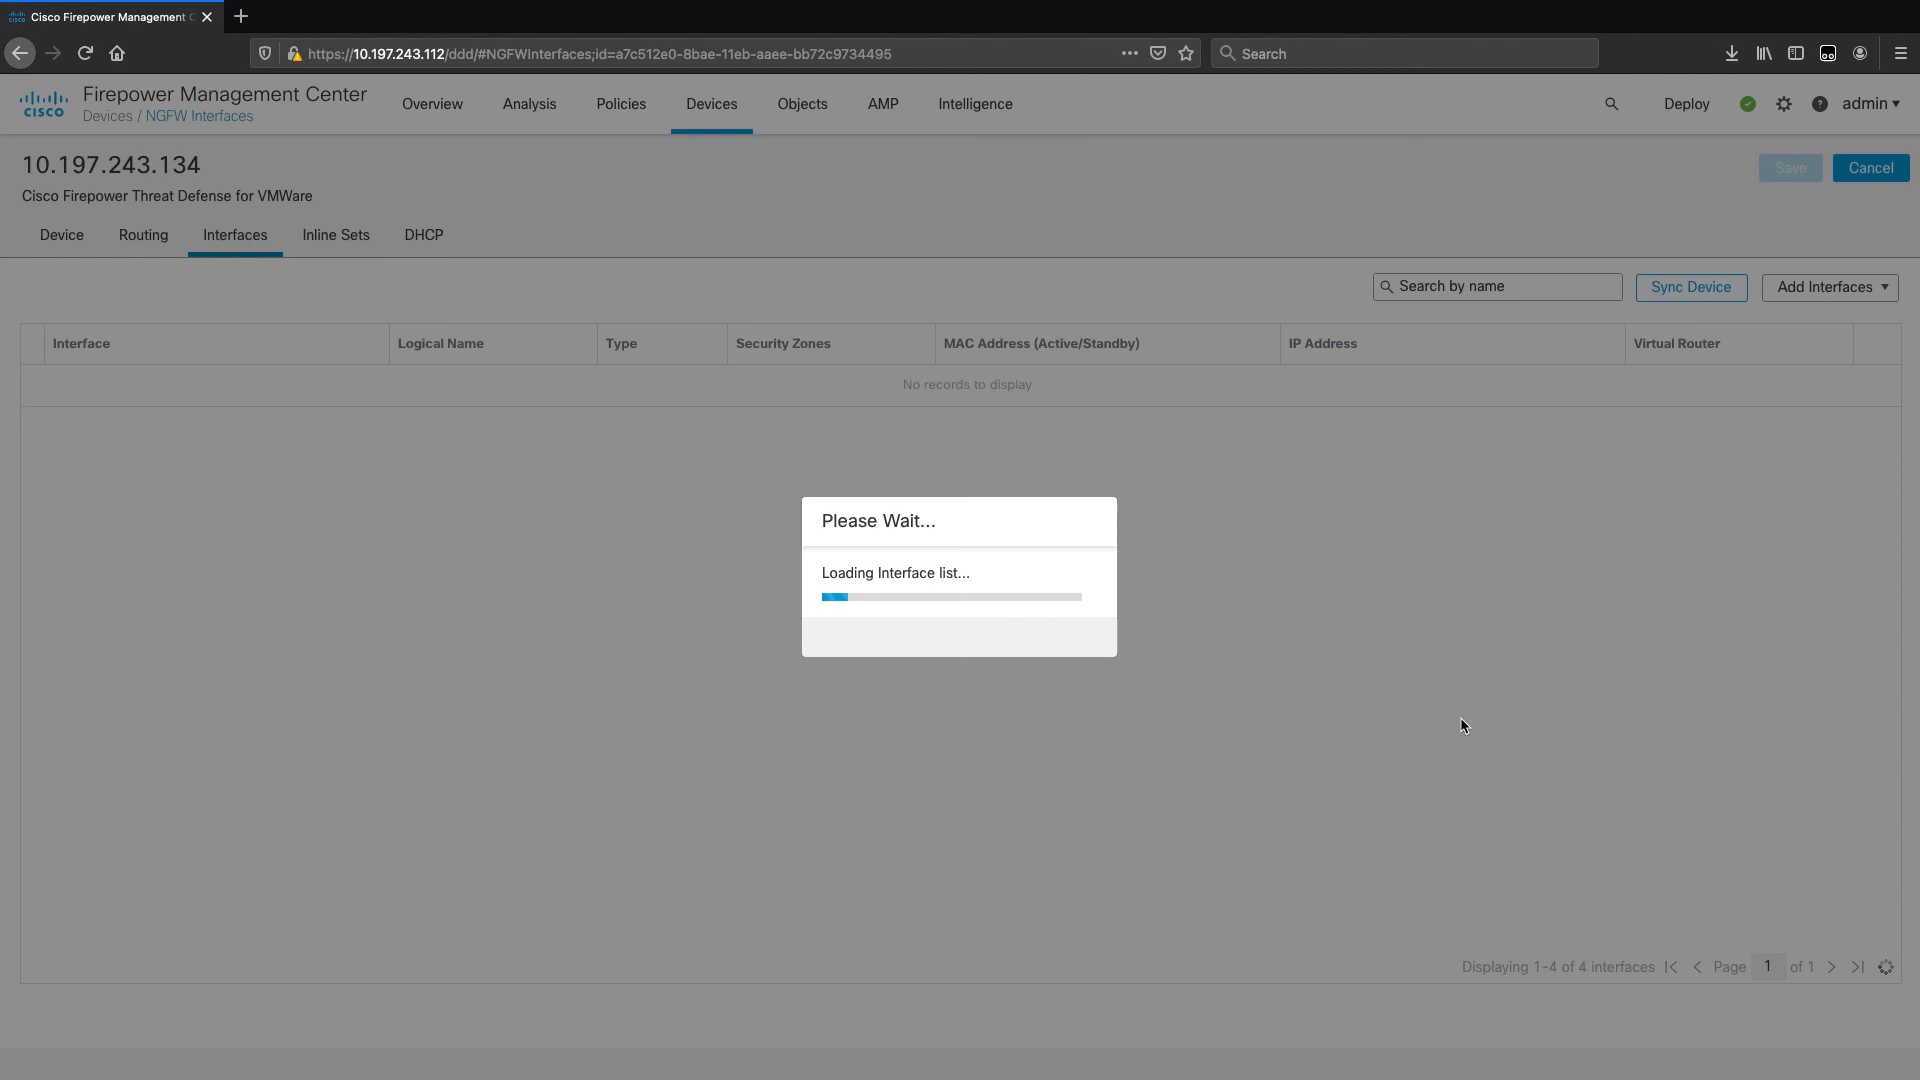 Cisco Firepower Management C
https://10.197.243.112/ddd/#NGFWInterfaces;id=a7c512e0-8bae-11eb-aaee-bb72c9734495
Search
cisco
Firepower Management Center
Devices / NGFW Interfaces
Overview
Analysis
Policies
Devices
Objects
AMP
Intelligence
Deploy
admin
10.197.243.134
Save
Cancel
Cisco Firepower Threat Defense for VMWare
Device
Routing
Interfaces
Inline Sets
DHCP
Search by name
Sync Device
Add Interfaces
Interface
Logical Name
Type
Security Zones
MAC Address (Active/Standby)
IP Address
Virtual Router
No records to display
Please Wait...
Loading Interface list...
Displaying 1-4 of 4 interfaces
Page 1 of 1